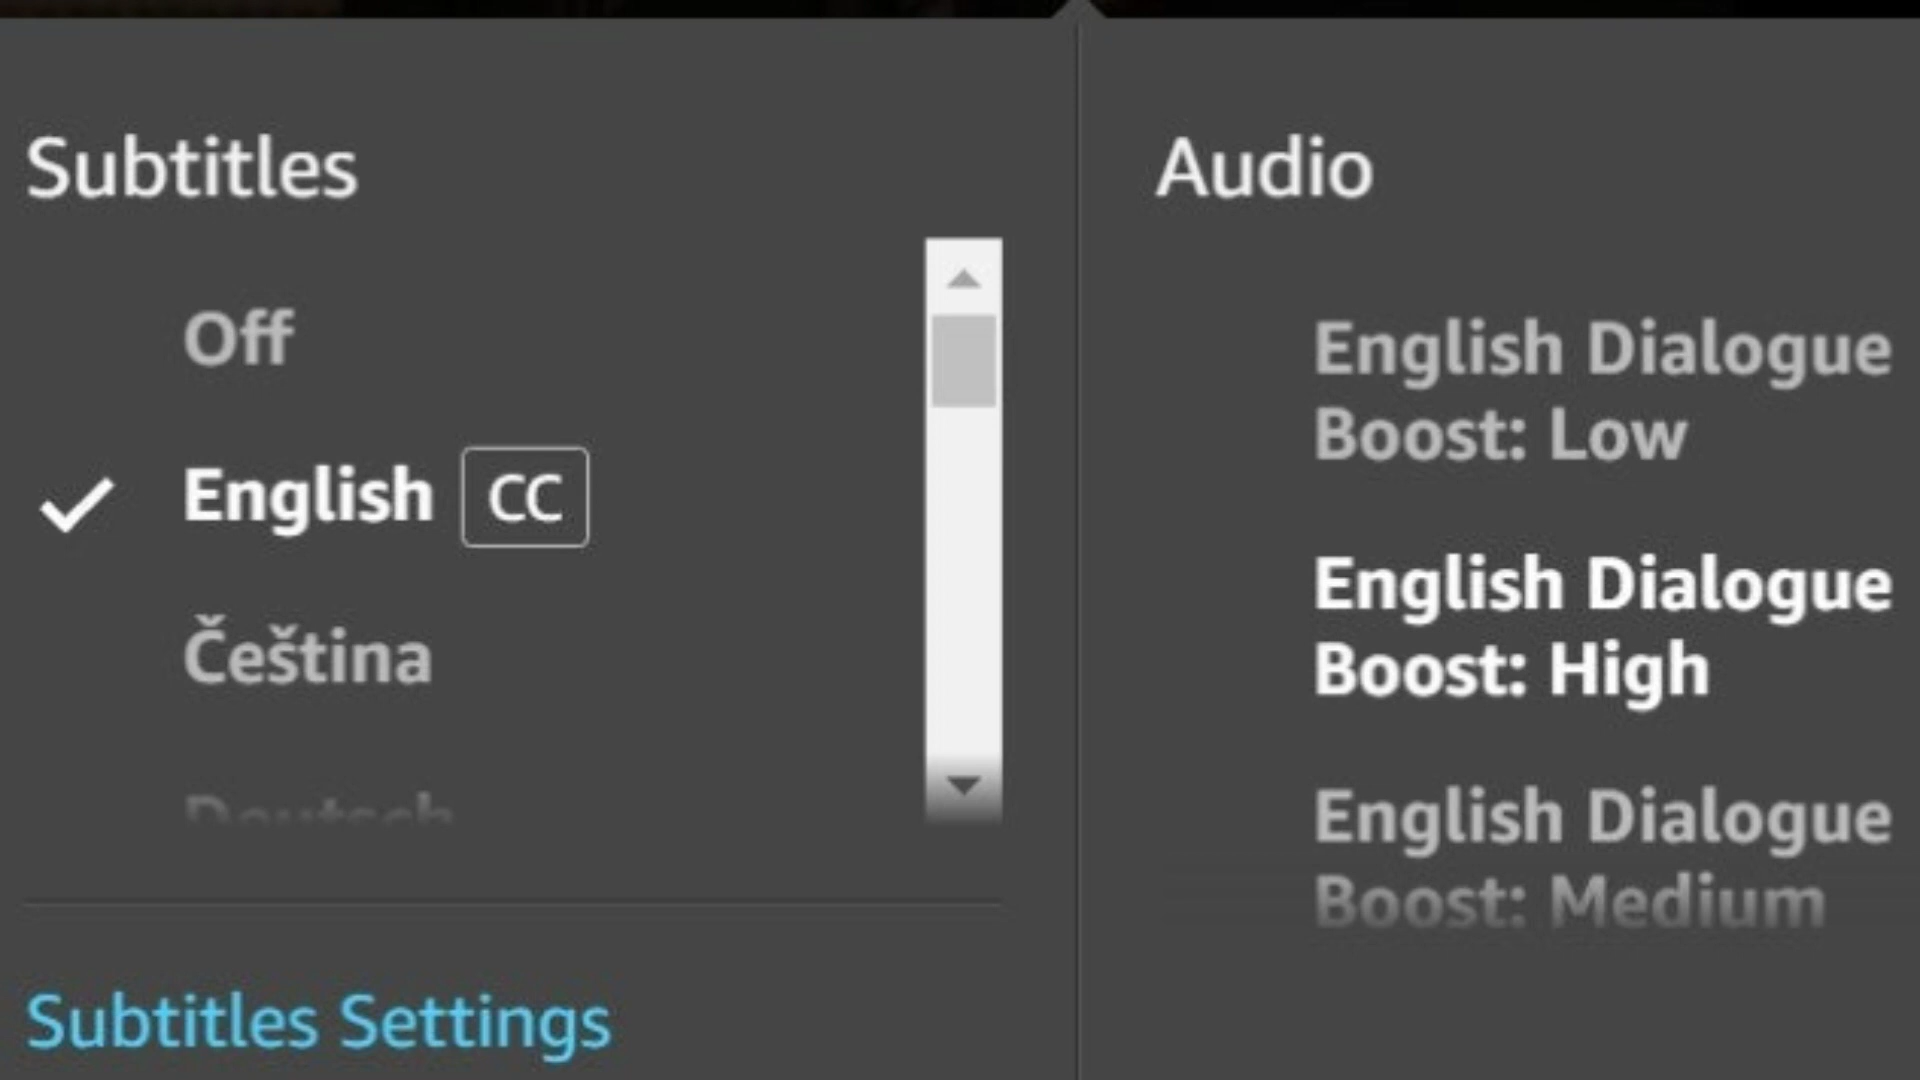 Subtitles
Off
English CC
Čeština
Deutsch
Subtitles Settings
Audio
English Dialogue
Boost: Low
English Dialogue
Boost: High
English Dialogue
Boost: Medium